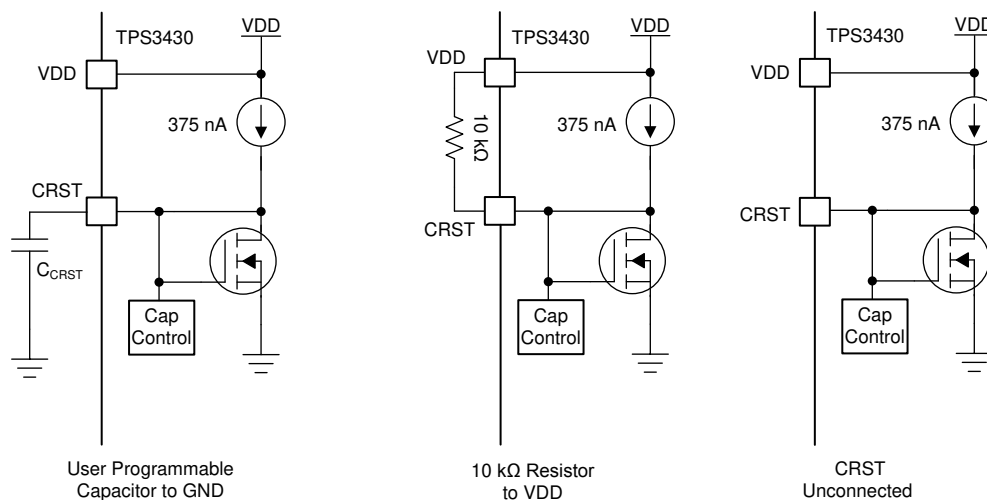 TPS3430
VDD
VDD
375 nA
CRST
C_CRST
Cap
Control
User Programmable
Capacitor to GND
TPS3430
VDD
VDD
10 kΩ
375 nA
CRST
Cap
Control
10 kΩ Resistor
to VDD
TPS3430
VDD
VDD
375 nA
CRST
Cap
Control
CRST
Unconnected